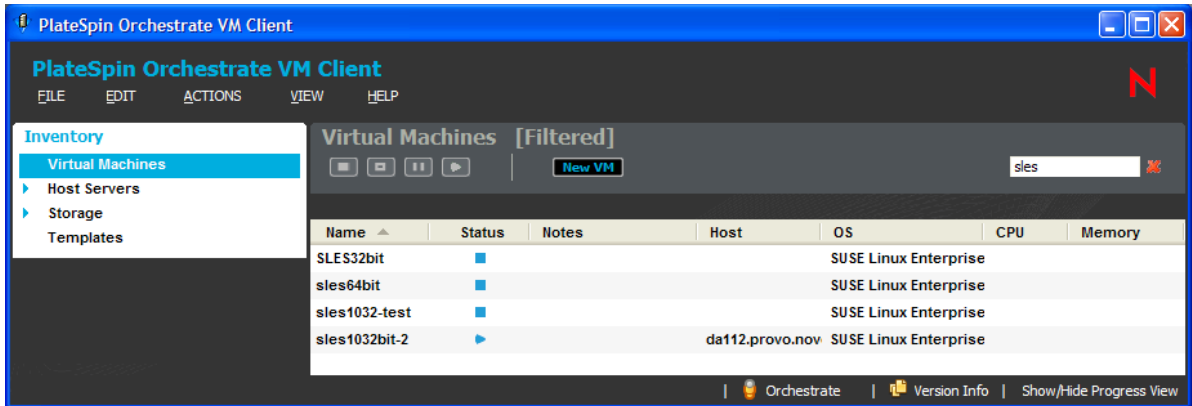 PlateSpin Orchestrate VM Client
PlateSpin Orchestrate VM Client
FILE EDIT ACTIONS VIEW HELP
N
Inventory
Virtual Machines
Host Servers
Storage
Templates
Virtual Machines [Filtered]
New VM
sles
Name Status Notes Host OS CPU Memory
SLES32bit SUSE Linux Enterprise
sles64bit SUSE Linux Enterprise
sles1032-test SUSE Linux Enterprise
sles1032bit-2 da112.provo.nov SUSE Linux Enterprise
| Orchestrate | Version Info | Show/Hide Progress View